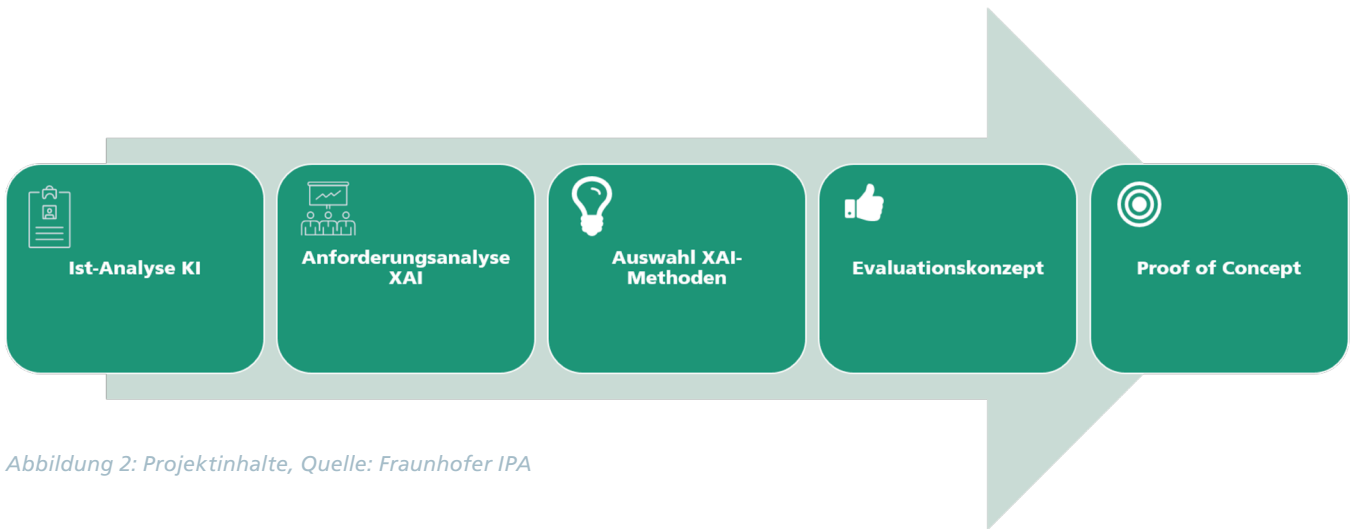 Ist-Analyse KI
Anforderungsanalyse
XAI
Auswahl XAI-
Methoden
Evaluationskonzept
Proof of Concept
Abbildung 2: Projektinhalte, Quelle: Fraunhofer IPA